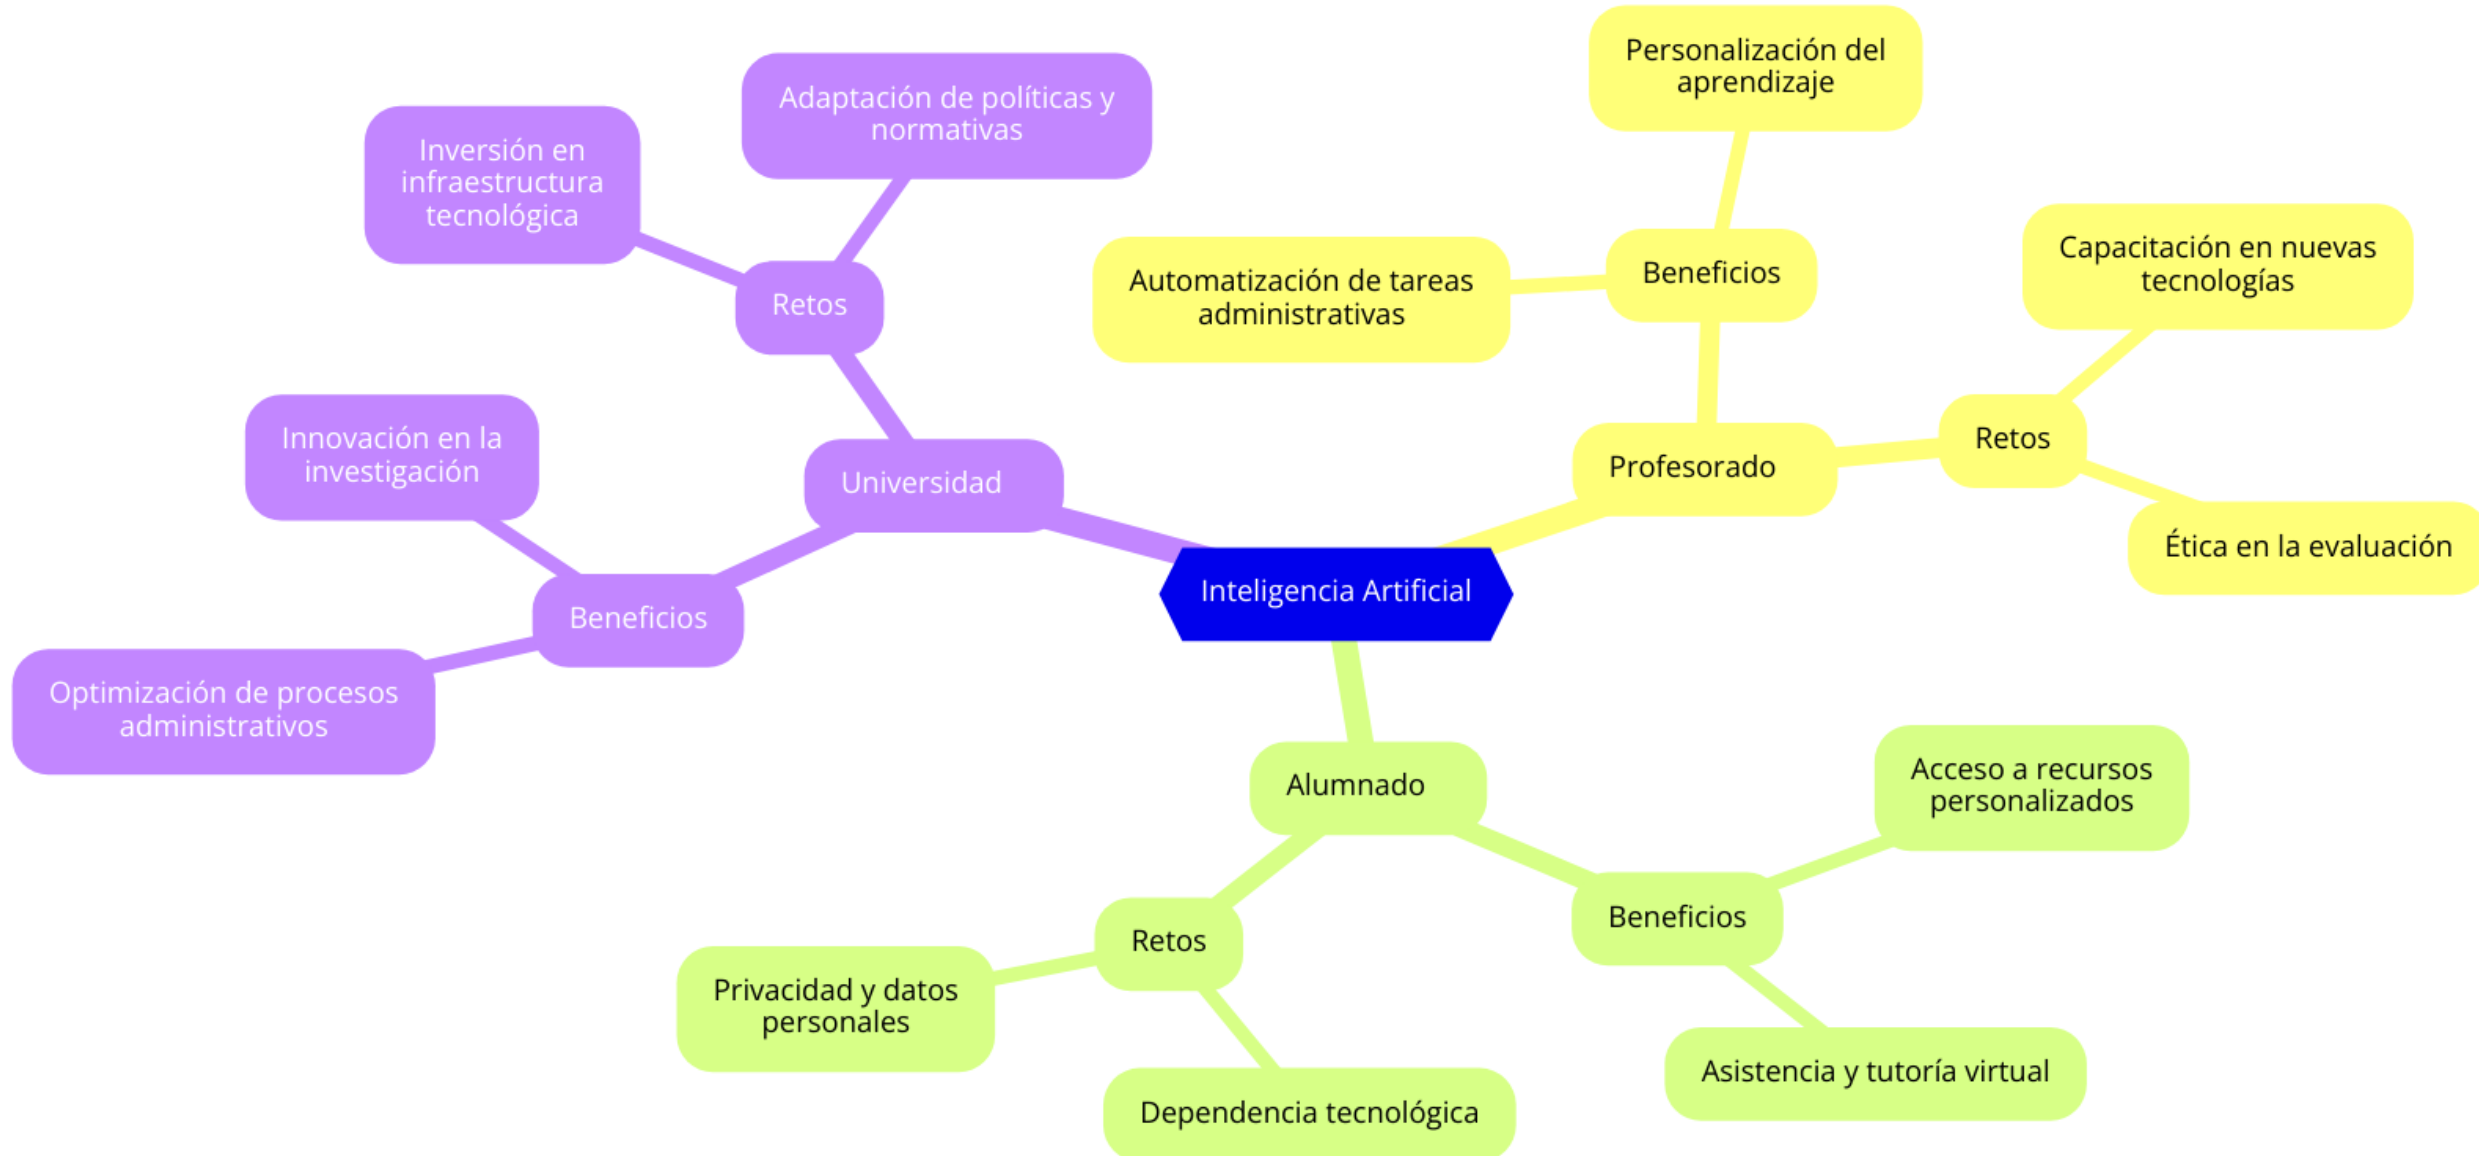 Personalización del
aprendizaje
Adaptación de políticas y
normativas
Inversión en
infraestructura
tecnológica
Capacitación en nuevas
tecnologías
Automatización de tareas
administrativas
Beneficios
Retos
Innovación en la
investigación
Retos
Profesorado
Universidad
Ética en la evaluación
Inteligencia Artificial
Beneficios
Optimización de procesos
administrativos
Alumnado
Acceso a recursos
personalizados
Beneficios
Retos
Privacidad y datos
personales
Asistencia y tutoría virtual
Dependencia tecnológica